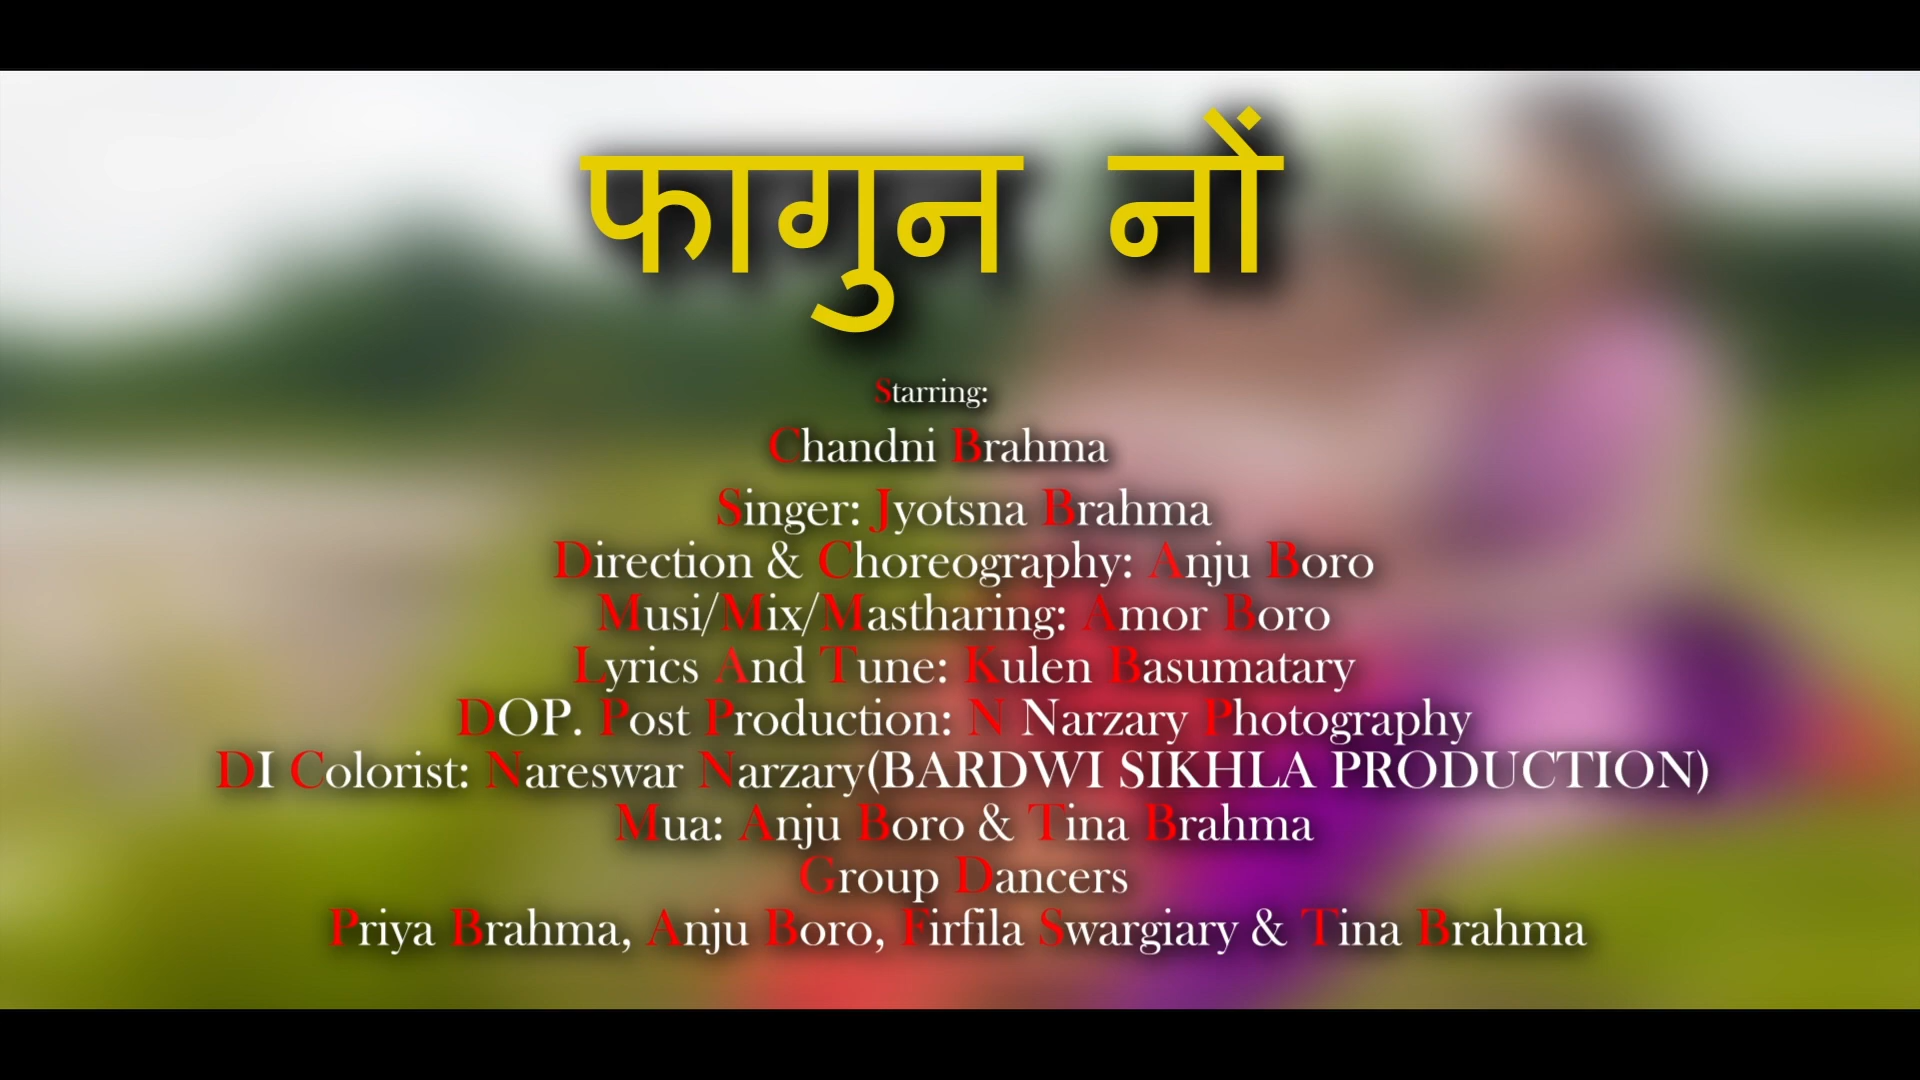 फागुन नों
Starring:
Chandni Brahma
Singer: Jyotsna Brahma
Direction & Choreography: Anju Boro
Musi/Mix/Mastharing: Amor Boro
Lyrics And Tune: Kulen Basumatary
DOP. Post Production: N Narzary Photography
DI Colorist: Nareswar Narzary(BARDWI SIKHLA PRODUCTION)
Mua: Anju Boro & Tina Brahma
Group Dancers
Priya Brahma, Anju Boro, Firfila Swargiary & Tina Brahma